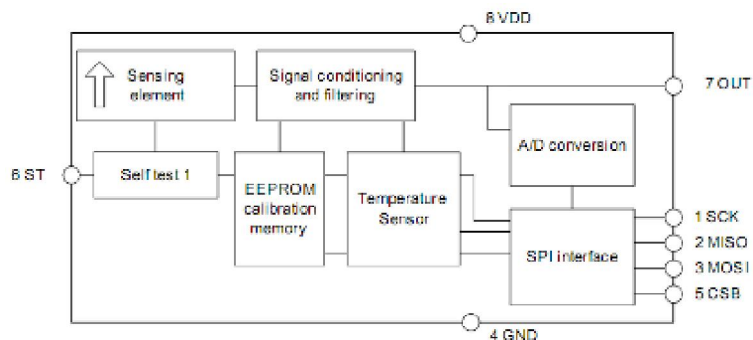 8 VDD
Sensing
element
Signal conditioning
and filtering
7 OUT
A/D conversion
6 ST
Self test 1
EEPROM
calibration
memory
Temperature
Sensor
SPI interface
1 SCK
2 MISO
3 MOSI
5 CSB
4 GND